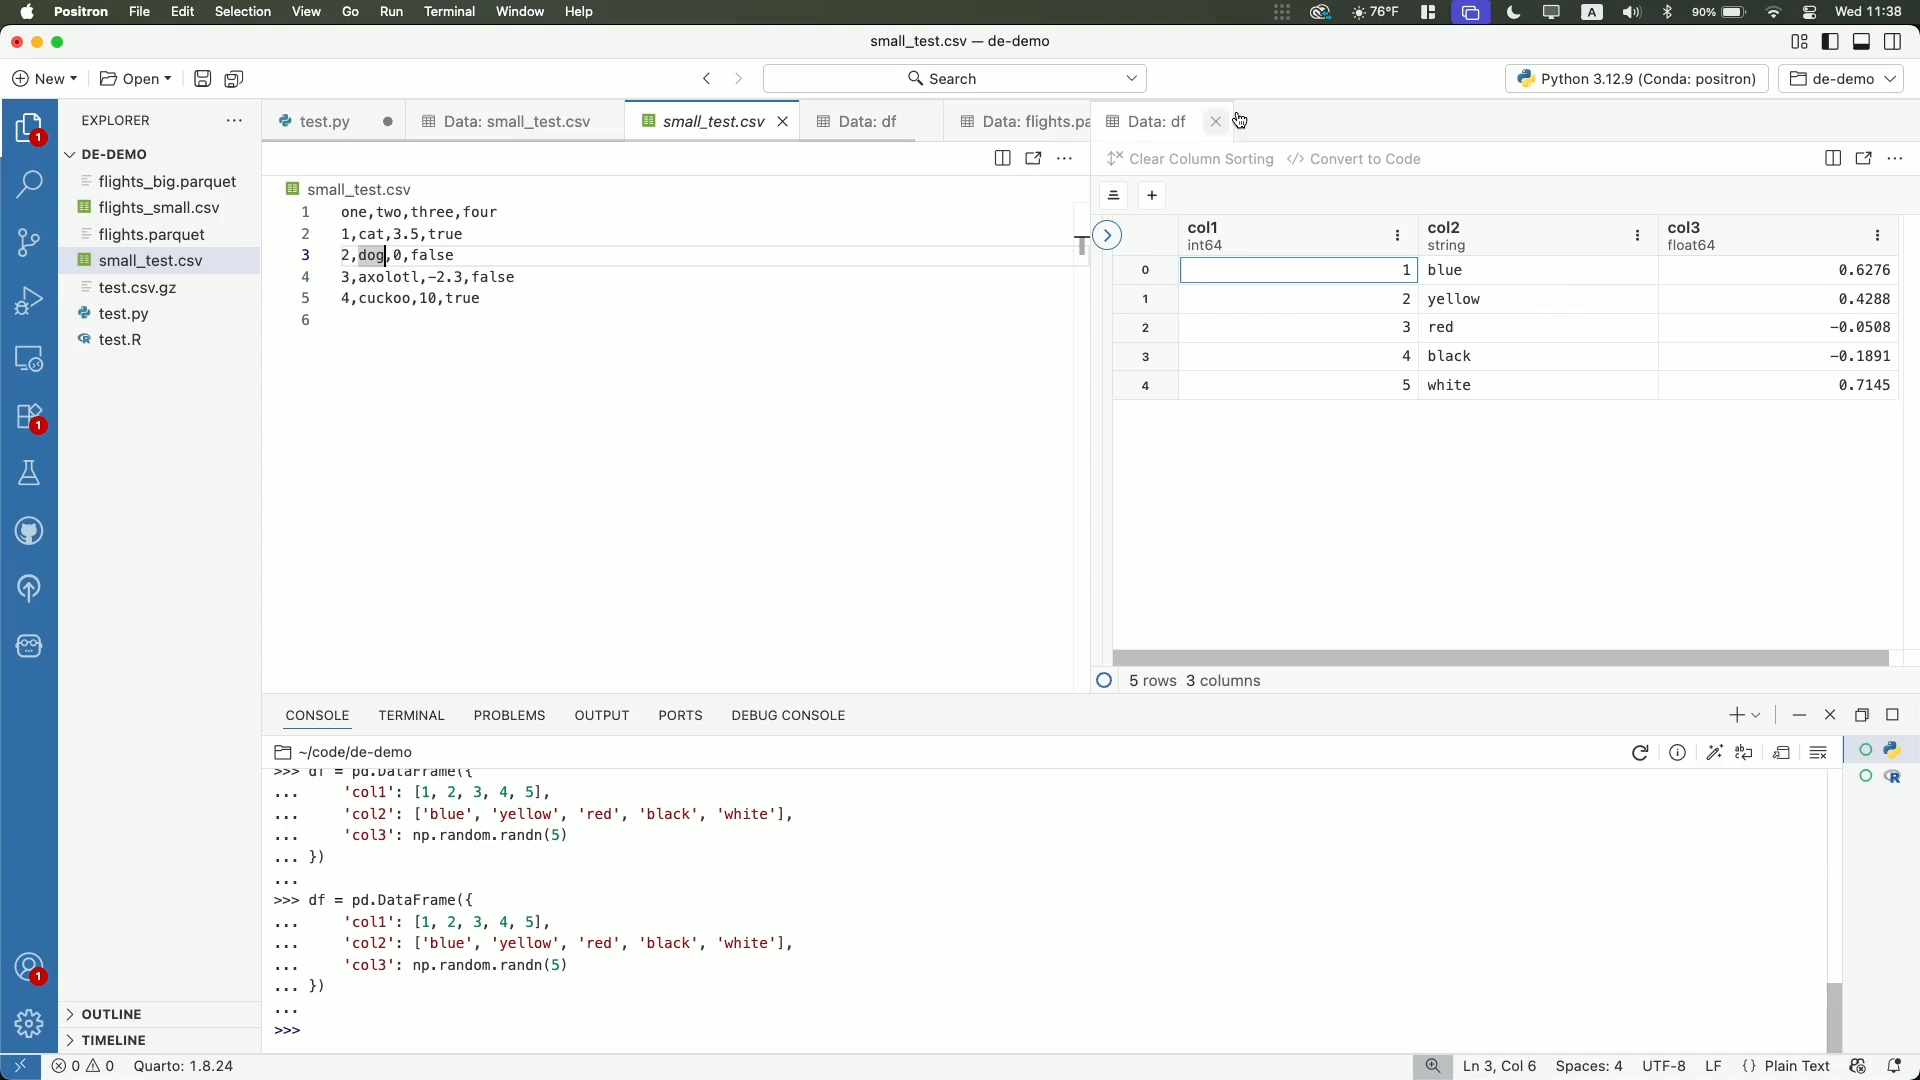 Positron File Edit Selection View Go Run Terminal Window Help 76°F A 90% Wed 11:38
small_test.csv — de-demo
New Open Search Python 3.12.9 (Conda: positron) de-demo
EXPLORER
DE-DEMO
flights_big.parquet
flights_small.csv
flights.parquet
small_test.csv
test.csv.gz
test.py
test.R
OUTLINE
TIMELINE
1
1
1
test.py Data: small_test.csv small_test.csv Data: df Data: flights.pa
small_test.csv
1 one,two,three,four
2 1,cat,3.5,true
3 2,dog,0,false
4 3,axolotl,-2.3,false
5 4,cuckoo,10,true
6
Data: df
Clear Column Sorting </> Convert to Code
col1 col2 col3
int64 string float64
0 1 blue 0.6276
1 2 yellow 0.4288
2 3 red -0.0508
3 4 black -0.1891
4 5 white 0.7145
5 rows 3 columns
CONSOLE TERMINAL PROBLEMS OUTPUT PORTS DEBUG CONSOLE
~/code/de-demo
>>> df = pd.DataFrame({
... 'col1': [1, 2, 3, 4, 5],
... 'col2': ['blue', 'yellow', 'red', 'black', 'white'],
... 'col3': np.random.randn(5)
... })
...
>>> df = pd.DataFrame({
... 'col1': [1, 2, 3, 4, 5],
... 'col2': ['blue', 'yellow', 'red', 'black', 'white'],
... 'col3': np.random.randn(5)
... })
...
>>>
0 0 Quarto: 1.8.24 Ln 3, Col 6 Spaces: 4 UTF-8 LF {} Plain Text